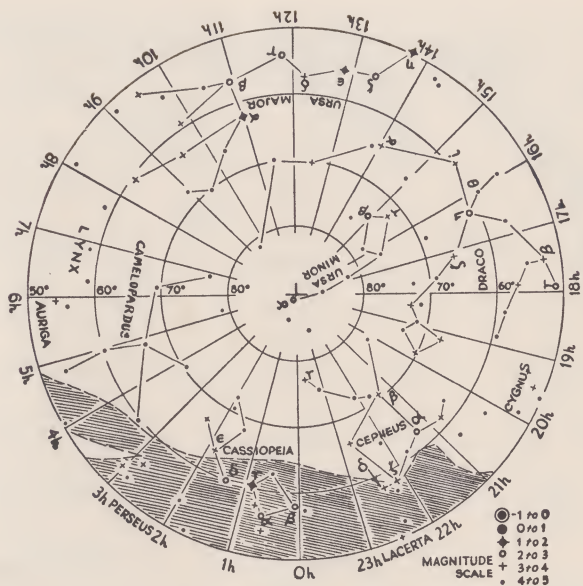 12h
11h
13h
10h
14h
η
τ
β
δ
ε
ζ
MAJOR
URSA
15h
9h
α
α
16h
8h
ι
θ
β
γ
η
17h
7h
LYNX
CAMELOPARDUS
URSA
MINOR
ζ
DRACO
β
γ
6h
50°
60°
70°
80°
α
80°
70°
60°
18h
AURIGA
19h
5h
γ
β
CYGNUS
20h
4h
ε
CASSIOPEIA
CEPHEUS
α
δ
γ
δ
ζ
α
β
21h
3h PERSEUS 2h
1h
0h
23h LACERTA 22h
-1 to 0
0 to 1
1 to 2
2 to 3
MAGNITUDE
SCALE
3 to 4
4 to 5